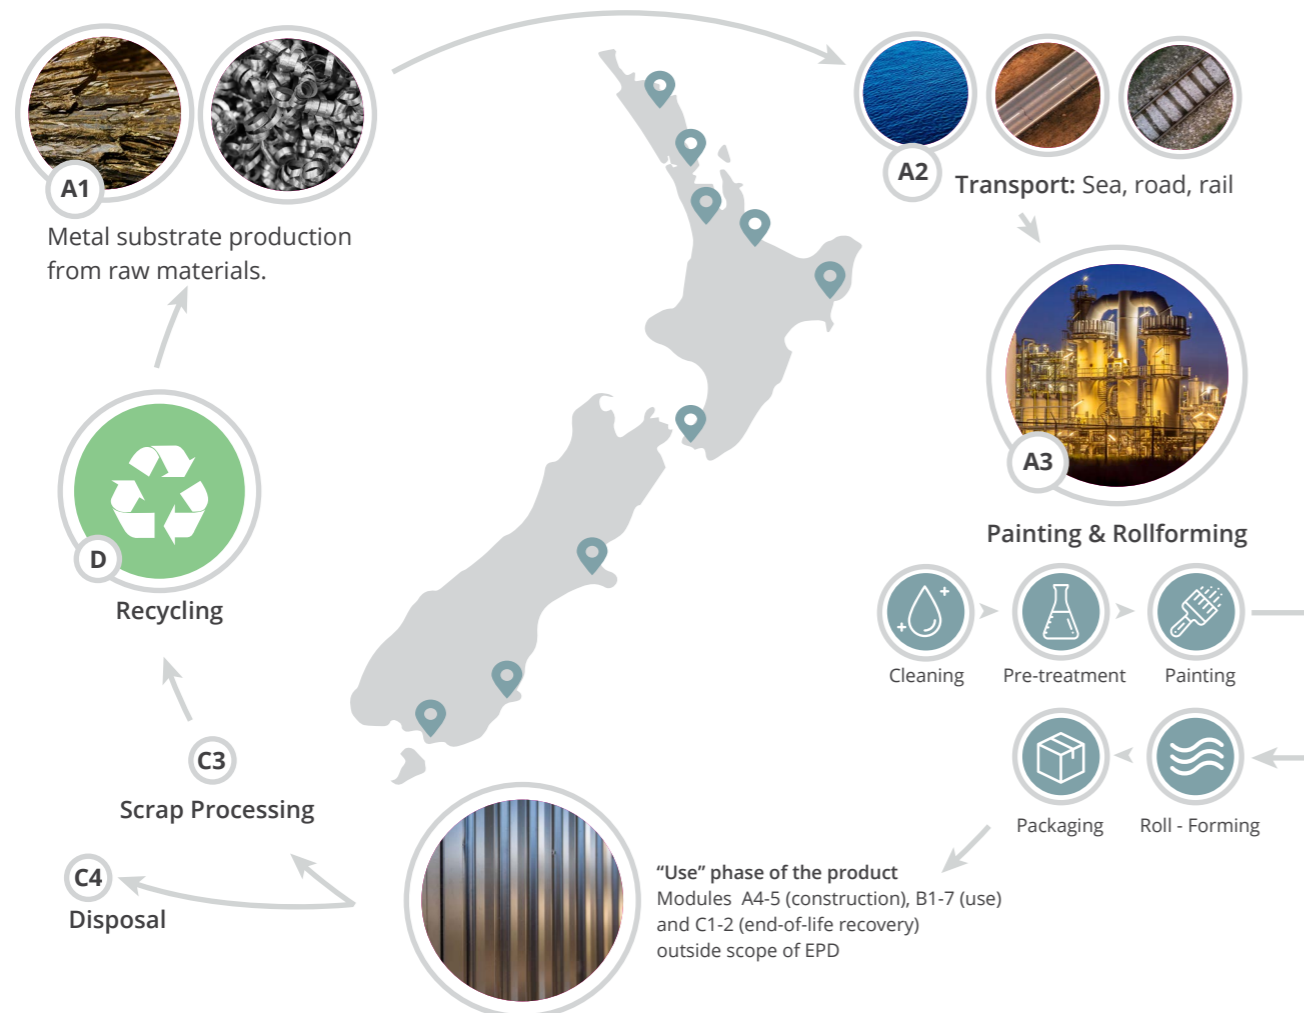 A1
Metal substrate production
from raw materials.
A2
Transport: Sea, road, rail
A3
Painting & Rollforming
Cleaning
Pre-treatment
Painting
Roll - Forming
Packaging
“Use” phase of the product
Modules A4-5 (construction), B1-7 (use)
and C1-2 (end-of-life recovery)
outside scope of EPD
C4
Disposal
C3
Scrap Processing
D
Recycling